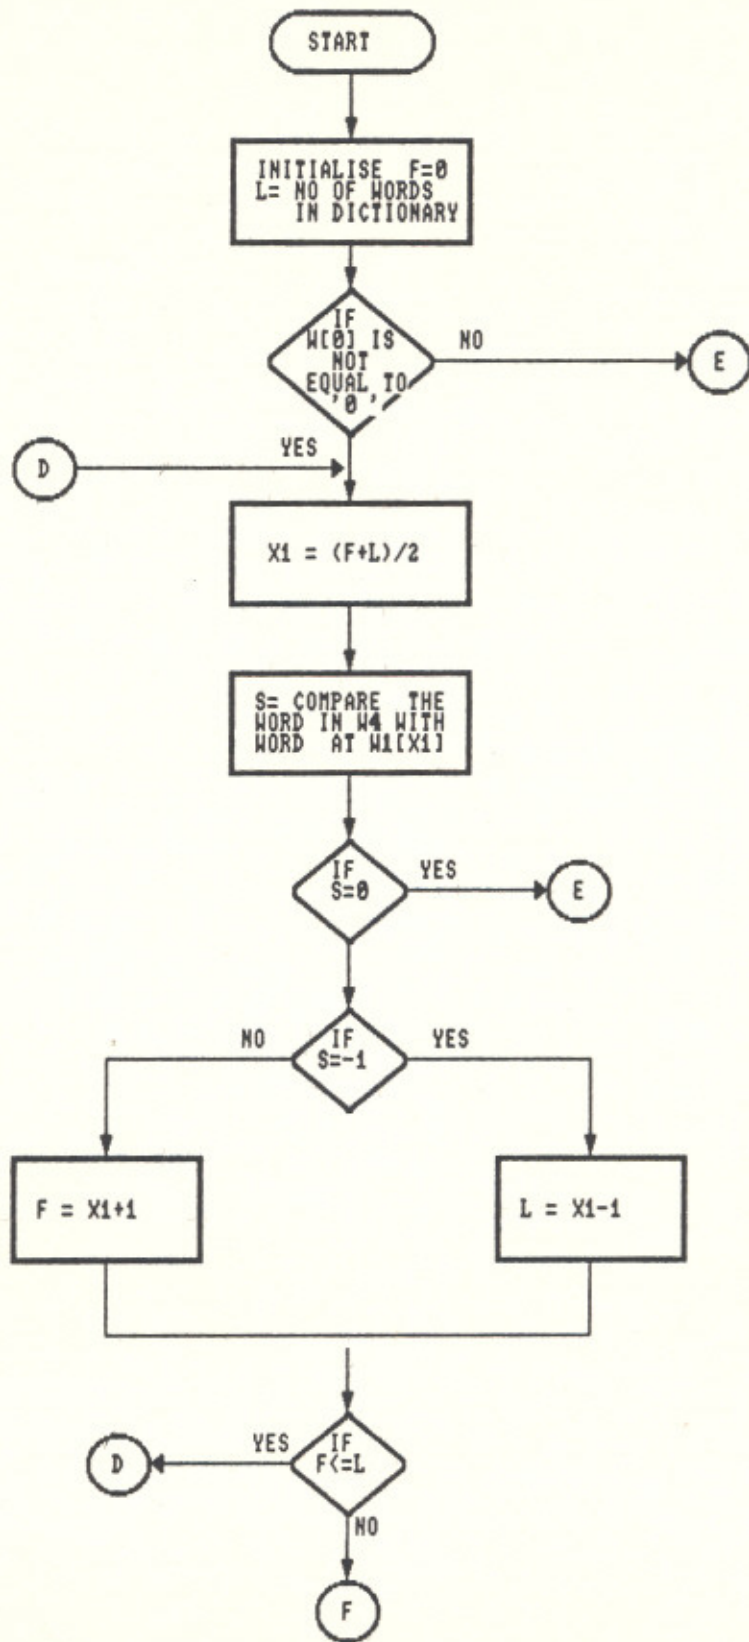 START
INITIALISE F=0
L= NO OF WORDS
IN DICTIONARY
IF
W[0] IS
NOT
EQUAL TO
'0'
NO
E
YES
D
X1 = (F+L)/2
S= COMPARE THE
WORD IN W4 WITH
WORD AT W1[X1]
IF
S=0
YES
E
NO
IF
S=-1
YES
F = X1+1
L = X1-1
YES
IF
F<=L
D
NO
F